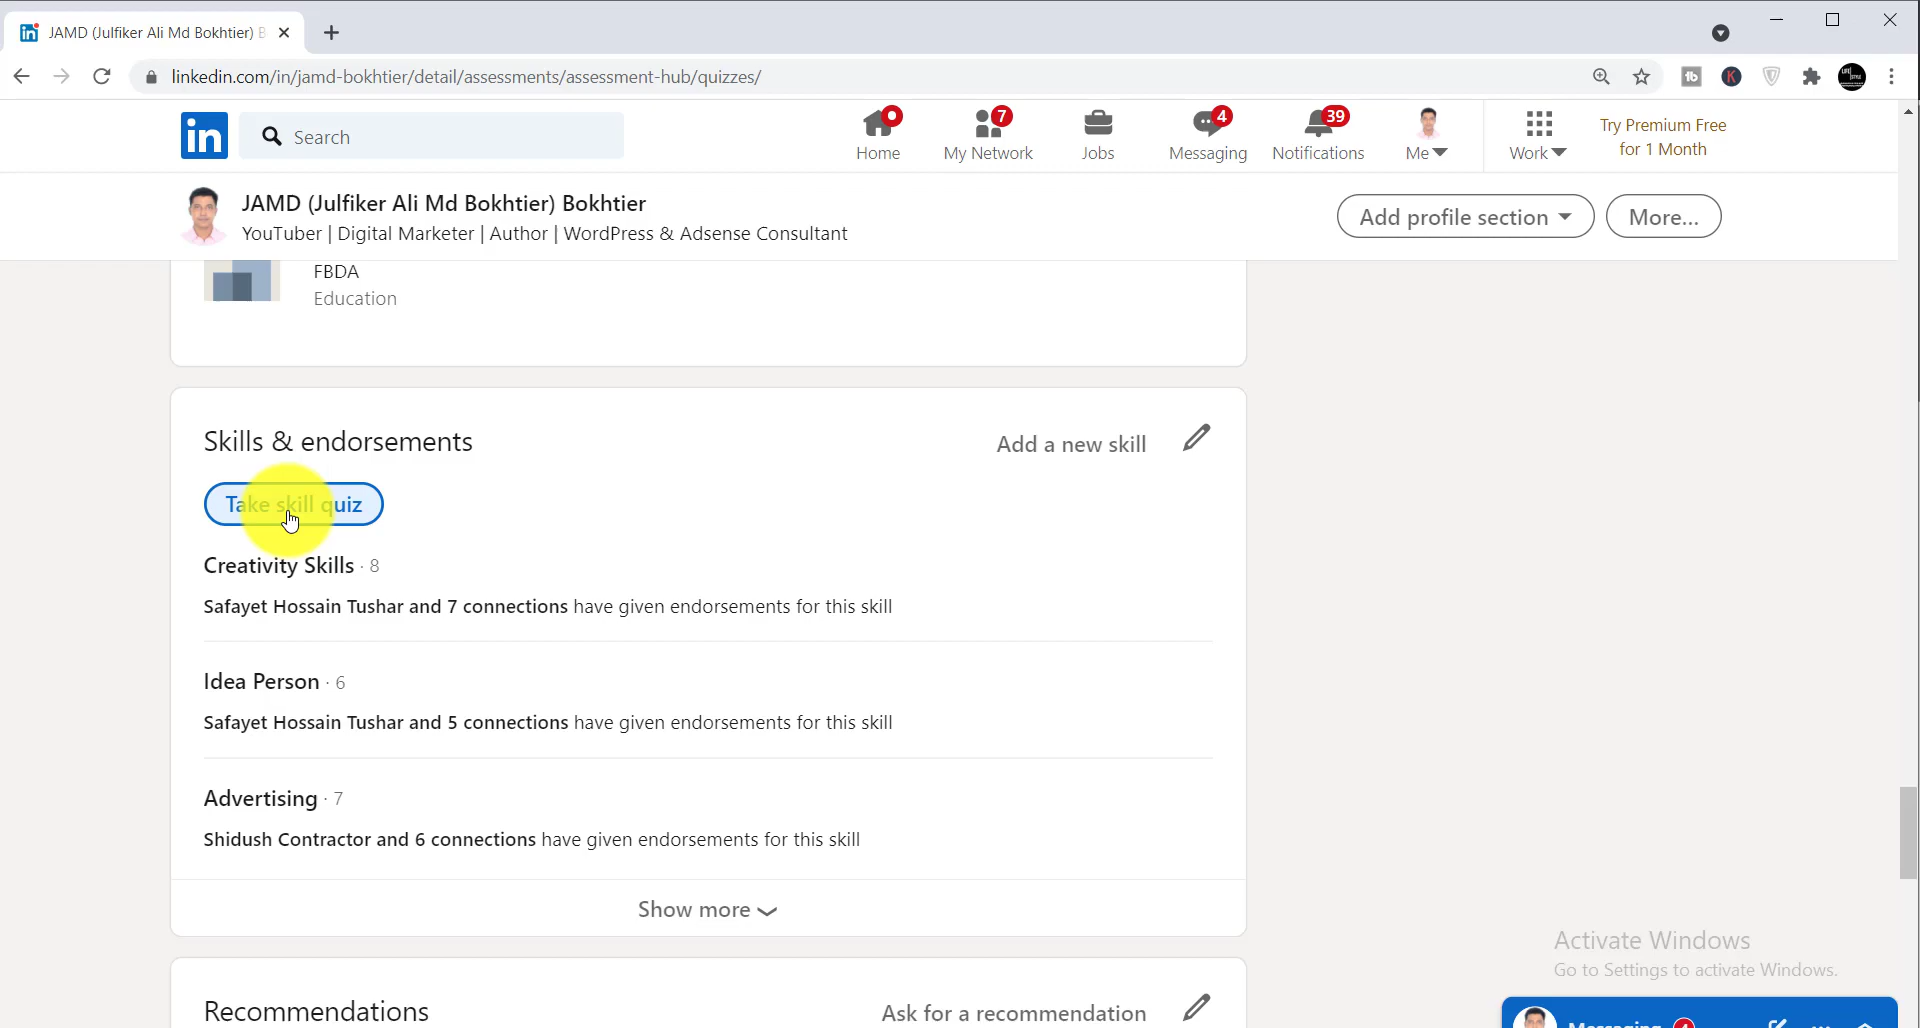 JAMD (Julfiker Ali Md Bokhtier) B
linkedin.com/in/jamd-bokhtier/detail/assessments/assessment-hub/quizzes/
in
Search
Home
7
My Network
Jobs
4
Messaging
39
Notifications
Me
Work
Try Premium Free
for 1 Month
JAMD (Julfiker Ali Md Bokhtier) Bokhtier
YouTuber | Digital Marketer | Author | WordPress & Adsense Consultant
Add profile section
More...
FBDA
Education
Skills & endorsements
Add a new skill
Take skill quiz
Creativity Skills · 8
Safayet Hossain Tushar and 7 connections have given endorsements for this skill
Idea Person · 6
Safayet Hossain Tushar and 5 connections have given endorsements for this skill
Advertising · 7
Shidush Contractor and 6 connections have given endorsements for this skill
Show more
Activate Windows
Go to Settings to activate Windows.
Recommendations
Ask for a recommendation
Messaging